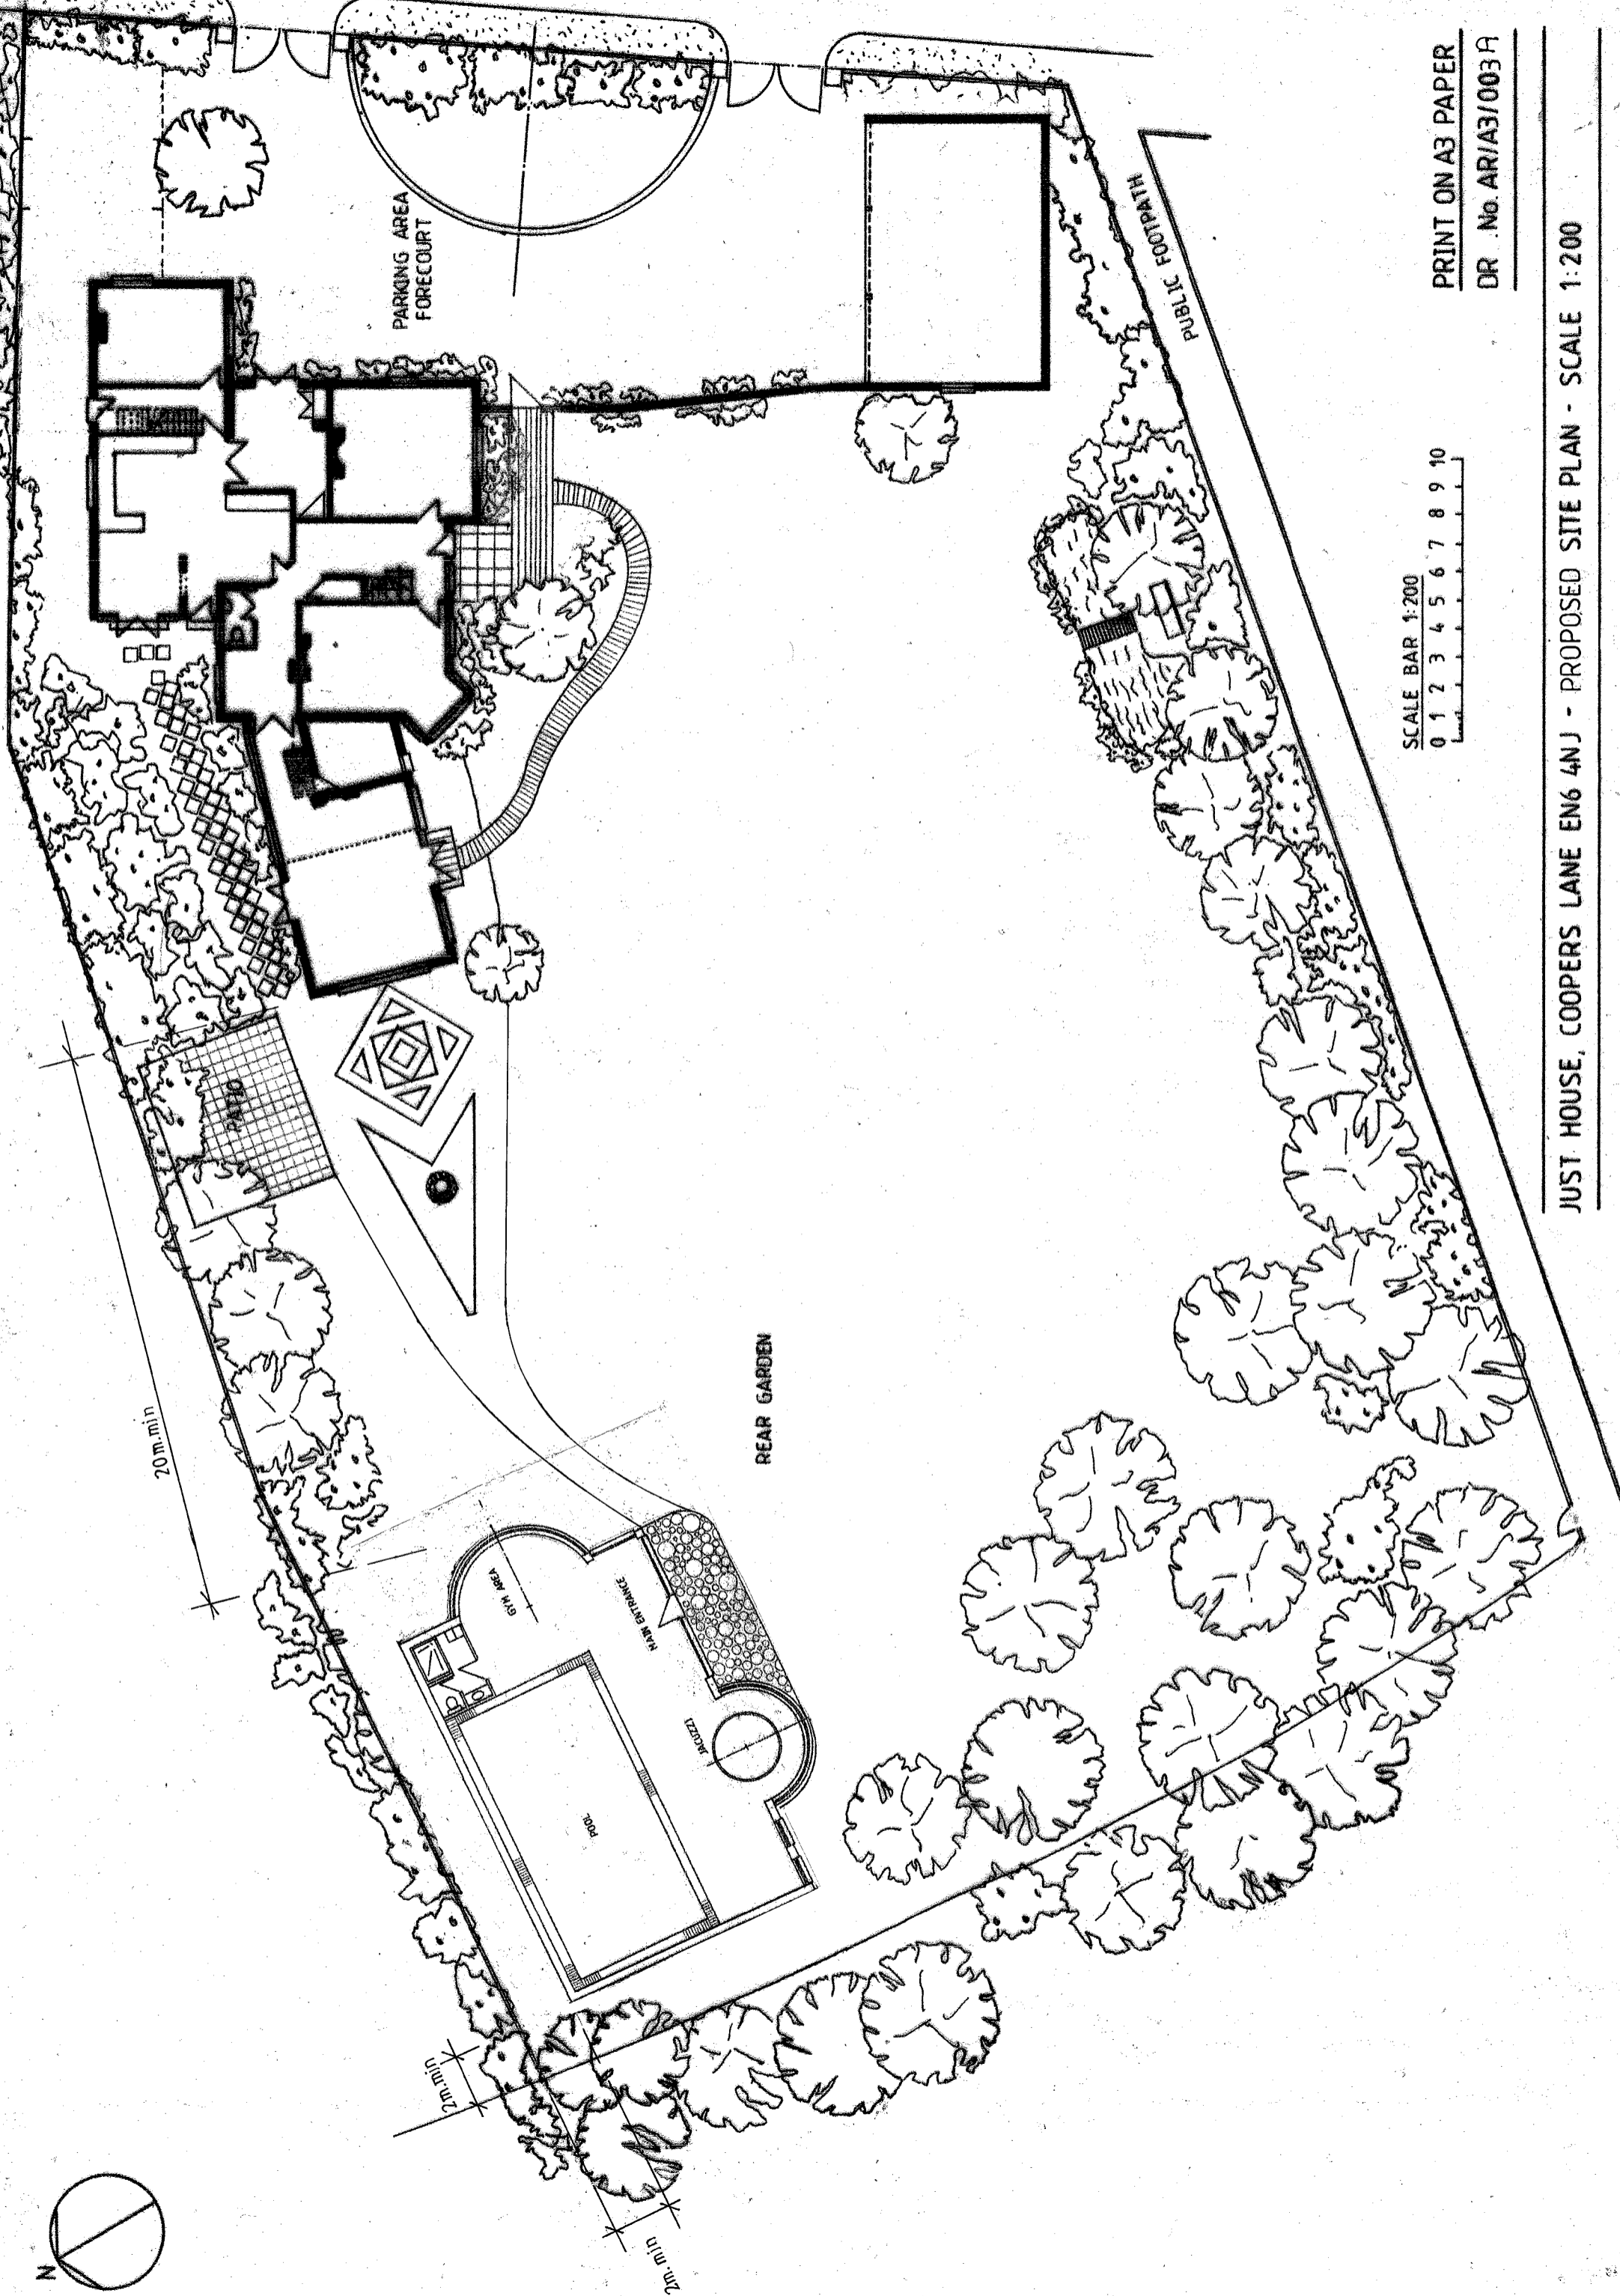 PARKING AREA
FORECOURT
PUBLIC FOOTPATH
PRINT ON A3 PAPER
DR .No. AR/A3/003A
SCALE BAR 1:200
0 1 2 3 4 5 6 7 8 9 10
JUST HOUSE, COOPERS LANE EN6 4NJ - PROPOSED SITE PLAN - SCALE 1:200
PATIO
20m.min
REAR GARDEN
GYM AREA
MAIN ENTRANCE
JACUZZI
POOL
2m.min
2m.min
N